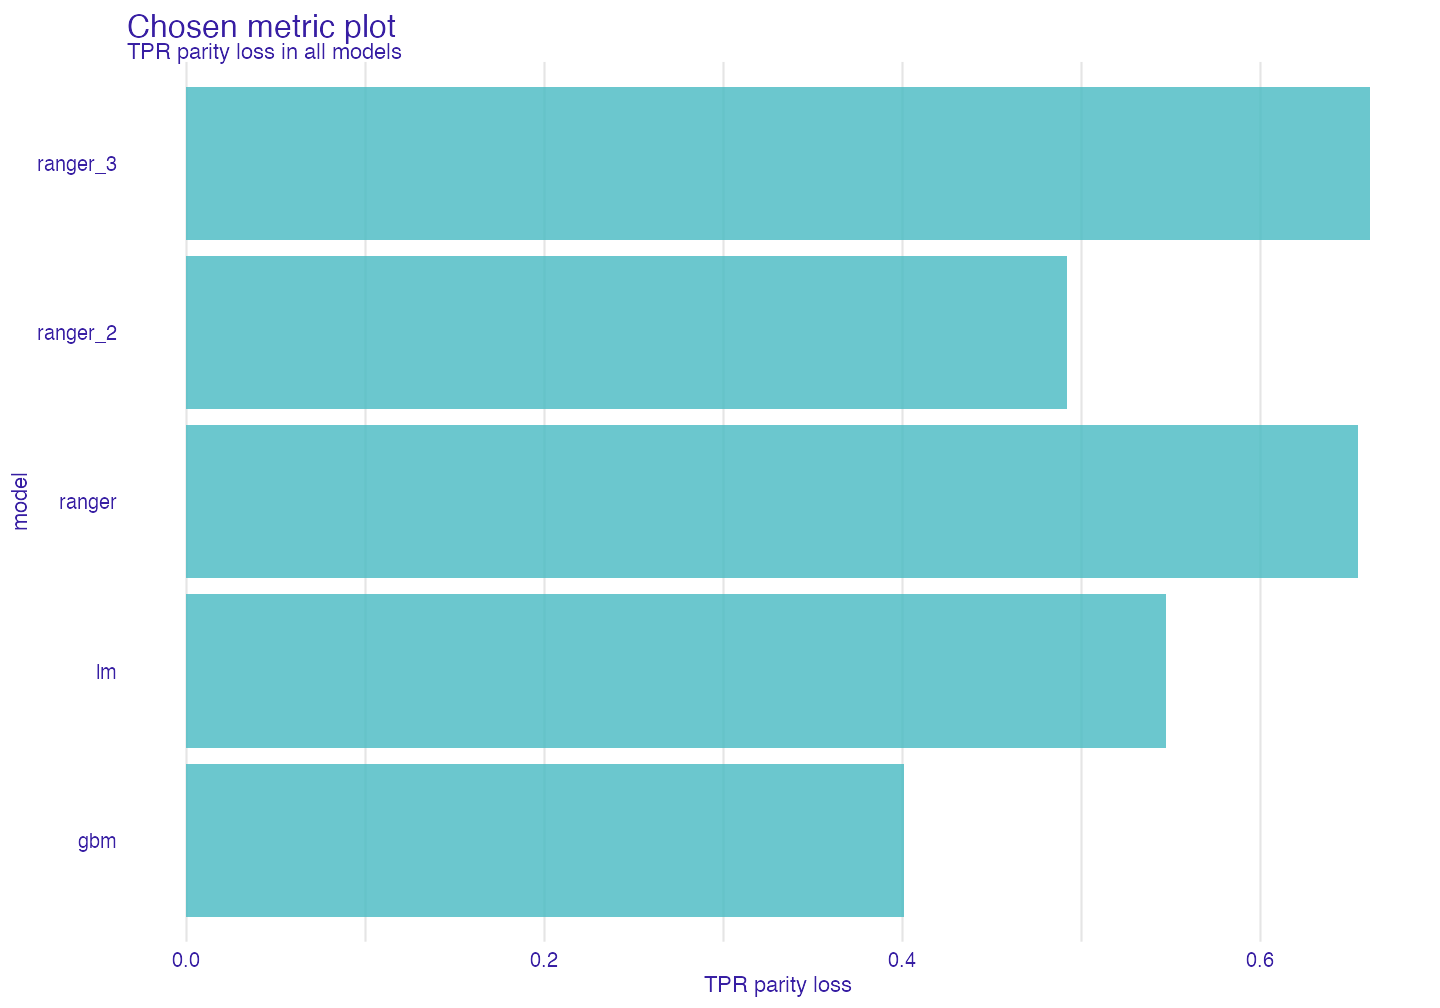 Chosen metric plot
TPR parity loss in all models
ranger_3
ranger_2
ranger
lm
gbm
model
0.0
0.2
0.4
0.6
TPR parity loss